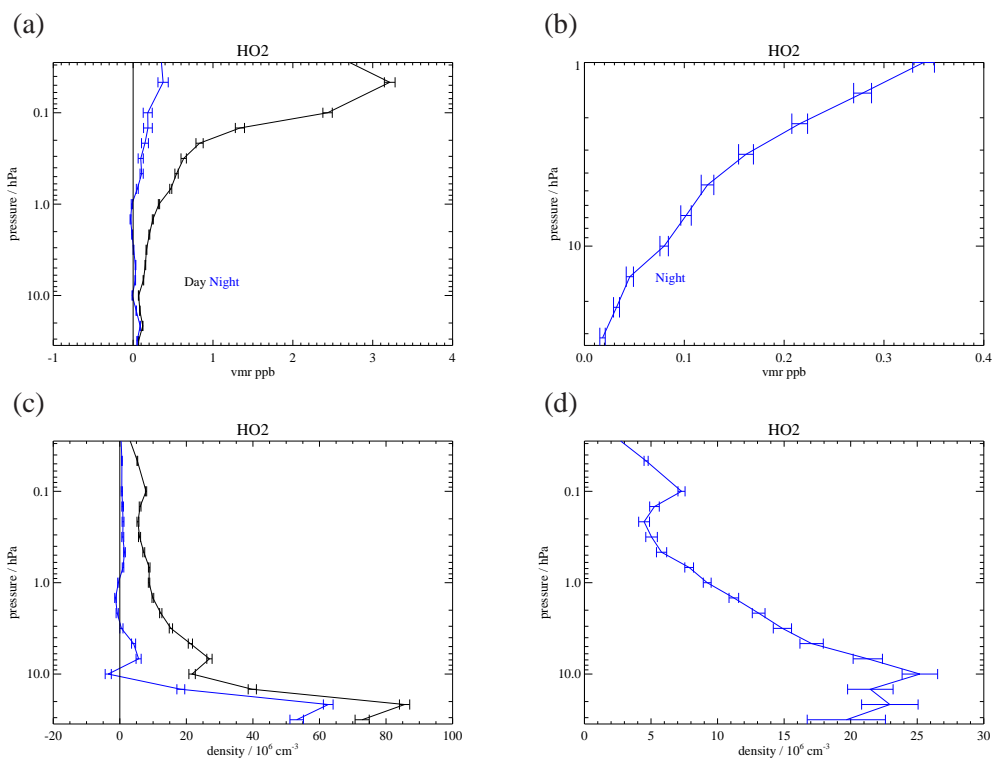 (a)
HO2
0.1
1.0
10.0
pressure / hPa
Day Night
-1 0 1 2 3 4
vmr ppb
(b)
HO2
1
10
pressure / hPa
Night
0.0 0.1 0.2 0.3 0.4
vmr ppb
(c)
HO2
0.1
1.0
10.0
pressure / hPa
-20 0 20 40 60 80 100
density / 10⁶ cm⁻³
(d)
HO2
0.1
1.0
10.0
pressure / hPa
0 5 10 15 20 25 30
density / 10⁶ cm⁻³